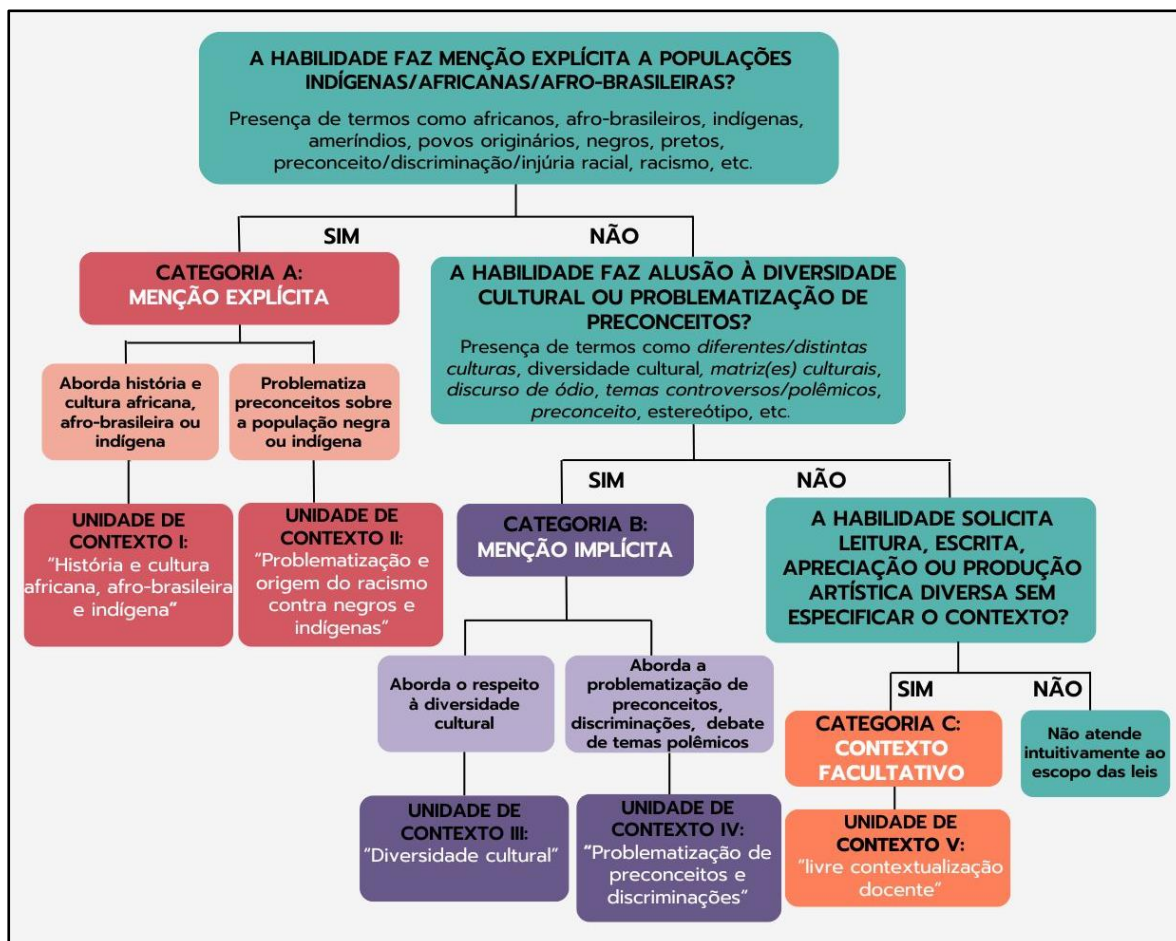 A HABILIDADE FAZ MENÇÃO EXPLÍCITA A POPULAÇÕES
INDÍGENAS/AFRICANAS/AFRO-BRASILEIRAS?
Presença de termos como africanos, afro-brasileiros, indígenas,
ameríndios, povos originários, negros, pretos,
preconceito/discriminação/injúria racial, racismo, etc.
SIM
NÃO
CATEGORIA A:
MENÇÃO EXPLÍCITA
A HABILIDADE FAZ ALUSÃO À DIVERSIDADE
CULTURAL OU PROBLEMATIZAÇÃO DE
PRECONCEITOS?
Presença de termos como diferentes/distintas
culturas, diversidade cultural, matriz(es) culturais,
discurso de ódio, temas controversos/polêmicos,
preconceito, estereótipo, etc.
Aborda história e
cultura africana,
afro-brasileira ou
indígena
Problematiza
preconceitos sobre
a população negra
ou indígena
SIM
NÃO
UNIDADE DE
CONTEXTO I:
"História e cultura
africana, afro-brasileira
e indígena"
UNIDADE DE
CONTEXTO II:
"Problematização e
origem do racismo
contra negros e
indígenas"
CATEGORIA B:
MENÇÃO IMPLÍCITA
A HABILIDADE SOLICITA
LEITURA, ESCRITA,
APRECIAÇÃO OU PRODUÇÃO
ARTÍSTICA DIVERSA SEM
ESPECIFICAR O CONTEXTO?
Aborda o respeito
à diversidade
cultural
Aborda a
problematização de
preconceitos,
discriminações, debate
de temas polêmicos
SIM
NÃO
CATEGORIA C:
CONTEXTO
FACULTATIVO
Não atende
intuitivamente ao
escopo das leis
UNIDADE DE
CONTEXTO III:
"Diversidade cultural"
UNIDADE DE
CONTEXTO IV:
"Problematização de
preconceitos e
discriminações"
UNIDADE DE
CONTEXTO V:
"livre contextualização
docente"